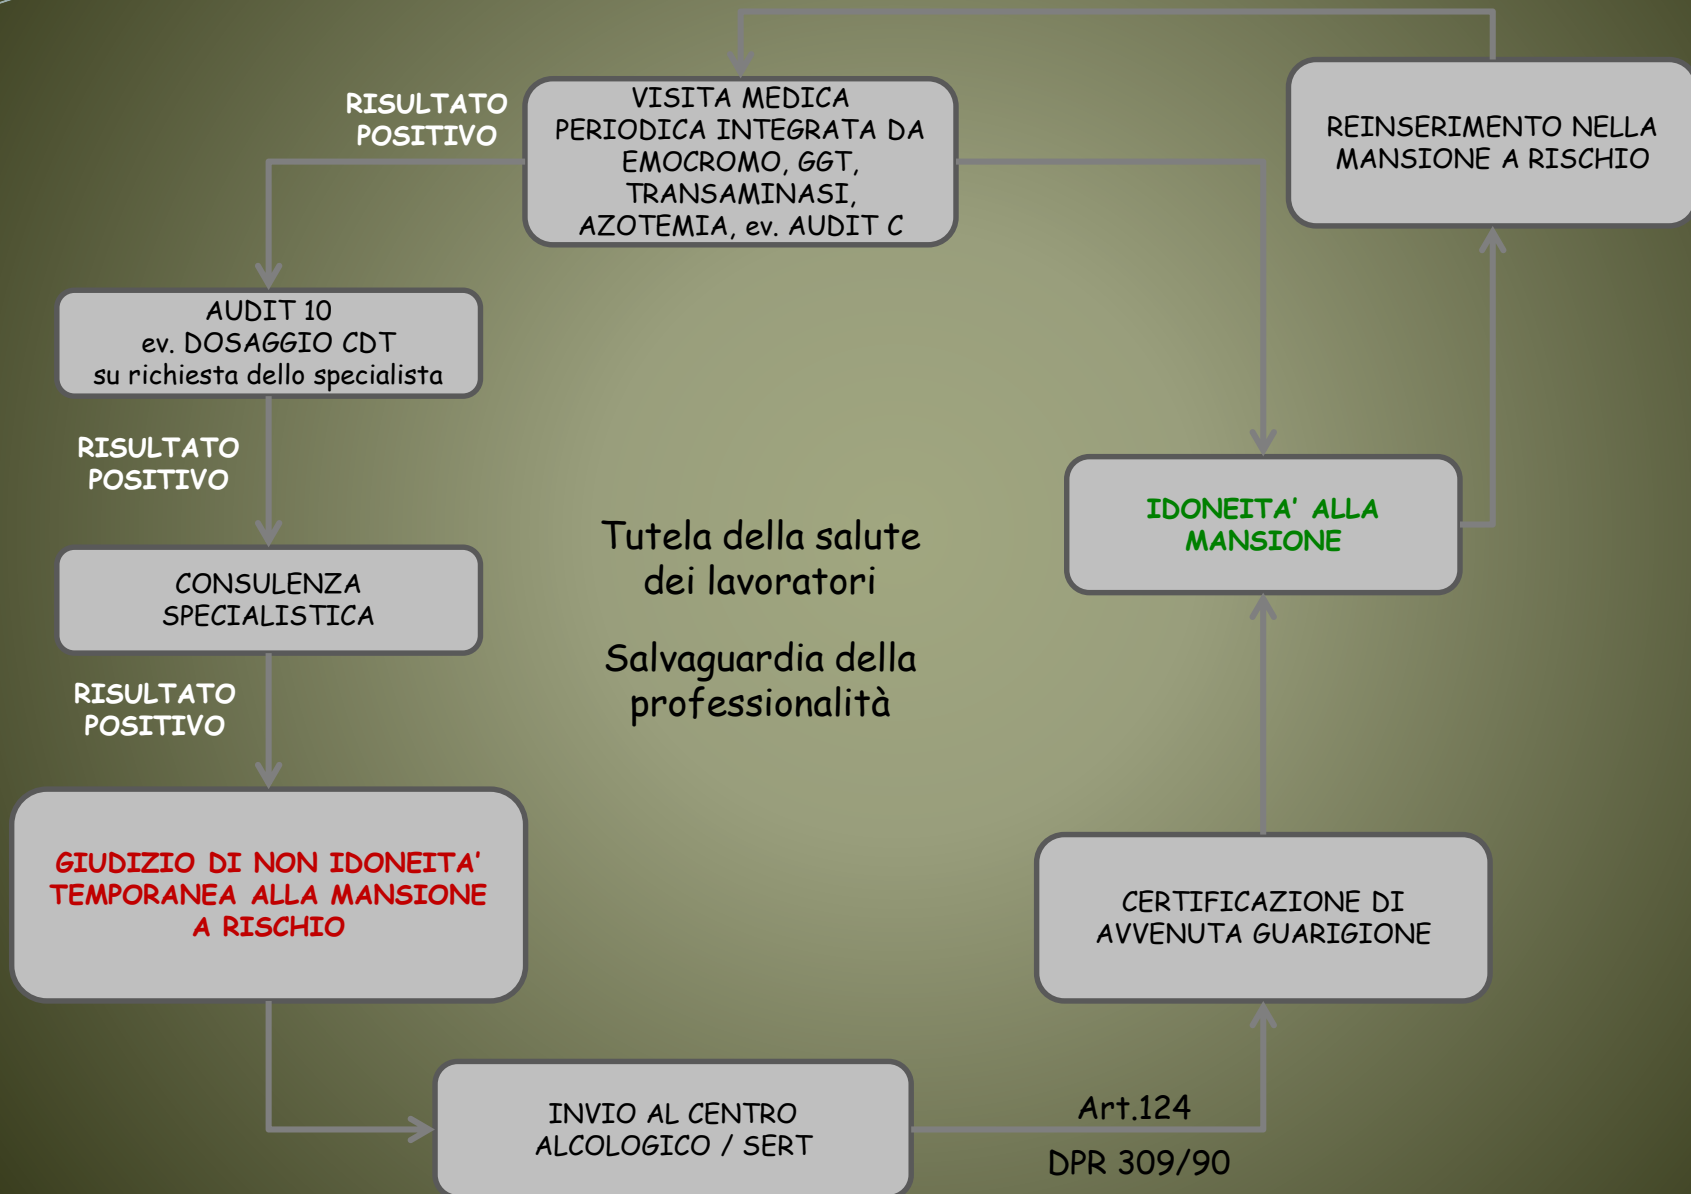 RISULTATO
POSITIVO
VISITA MEDICA
PERIODICA INTEGRATA DA
EMOCROMO, GGT,
TRANSAMINASI,
AZOTEMIA, ev. AUDIT C
REINSERIMENTO NELLA
MANSIONE A RISCHIO
AUDIT 10
ev. DOSAGGIO CDT
su richiesta dello specialista
RISULTATO
POSITIVO
CONSULENZA
SPECIALISTICA
RISULTATO
POSITIVO
Tutela della salute
dei lavoratori
Salvaguardia della
professionalità
IDONEITA' ALLA
MANSIONE
GIUDIZIO DI NON IDONEITA'
TEMPORANEA ALLA MANSIONE
A RISCHIO
CERTIFICAZIONE DI
AVVENUTA GUARIGIONE
INVIO AL CENTRO
ALCOLOGICO / SERT
Art.124
DPR 309/90